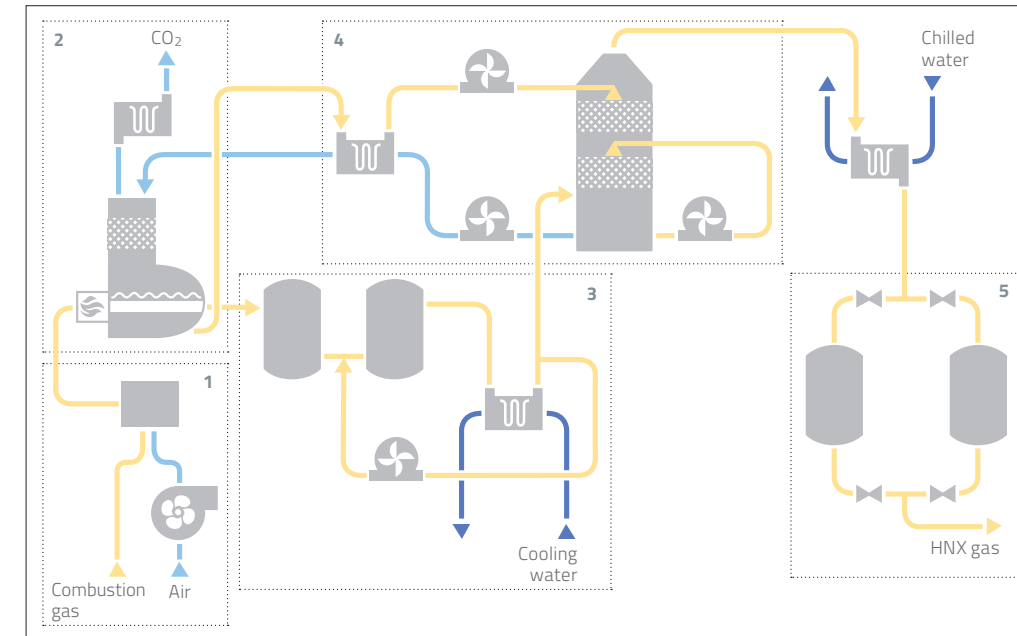 2
CO₂
4
Chilled
water
3
5
1
Cooling
water
HNX gas
Combustion
gas
Air